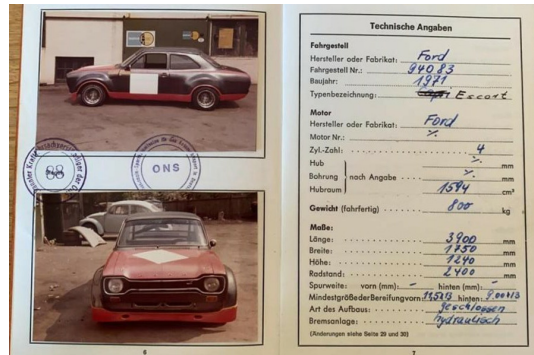 ONS
6
Technische Angaben
Fahrgestell
Hersteller oder Fabrikat: Ford
Fahrgestell Nr.: 94083
Baujahr: 1971
Typenbezeichnung: Escort
Motor
Hersteller oder Fabrikat: Ford
Motor Nr.: %
Zyl.-Zahl: 4
Hub %. mm
Bohrung nach Angabe %. mm
Hubraum 1594 cm³
Gewicht (fahrfertig) 800 kg
Maße:
Länge: 3900 mm
Breite: 1750 mm
Höhe: 1240 mm
Radstand: 2400 mm
Spurweite: vorn (mm): - hinten (mm): -
Mindestgröße der Bereifung vorn: hinten:
Art des Aufbaus: geschlossen
Bremsanlage: hydraulisch
(Änderungen siehe Seite 29 und 30)
7